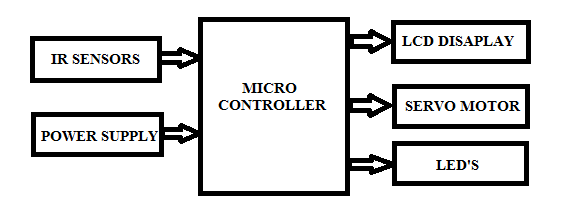 IR SENSORS
POWER SUPPLY
MICRO
CONTROLLER
LCD DISAPLAY
SERVO MOTOR
LED'S